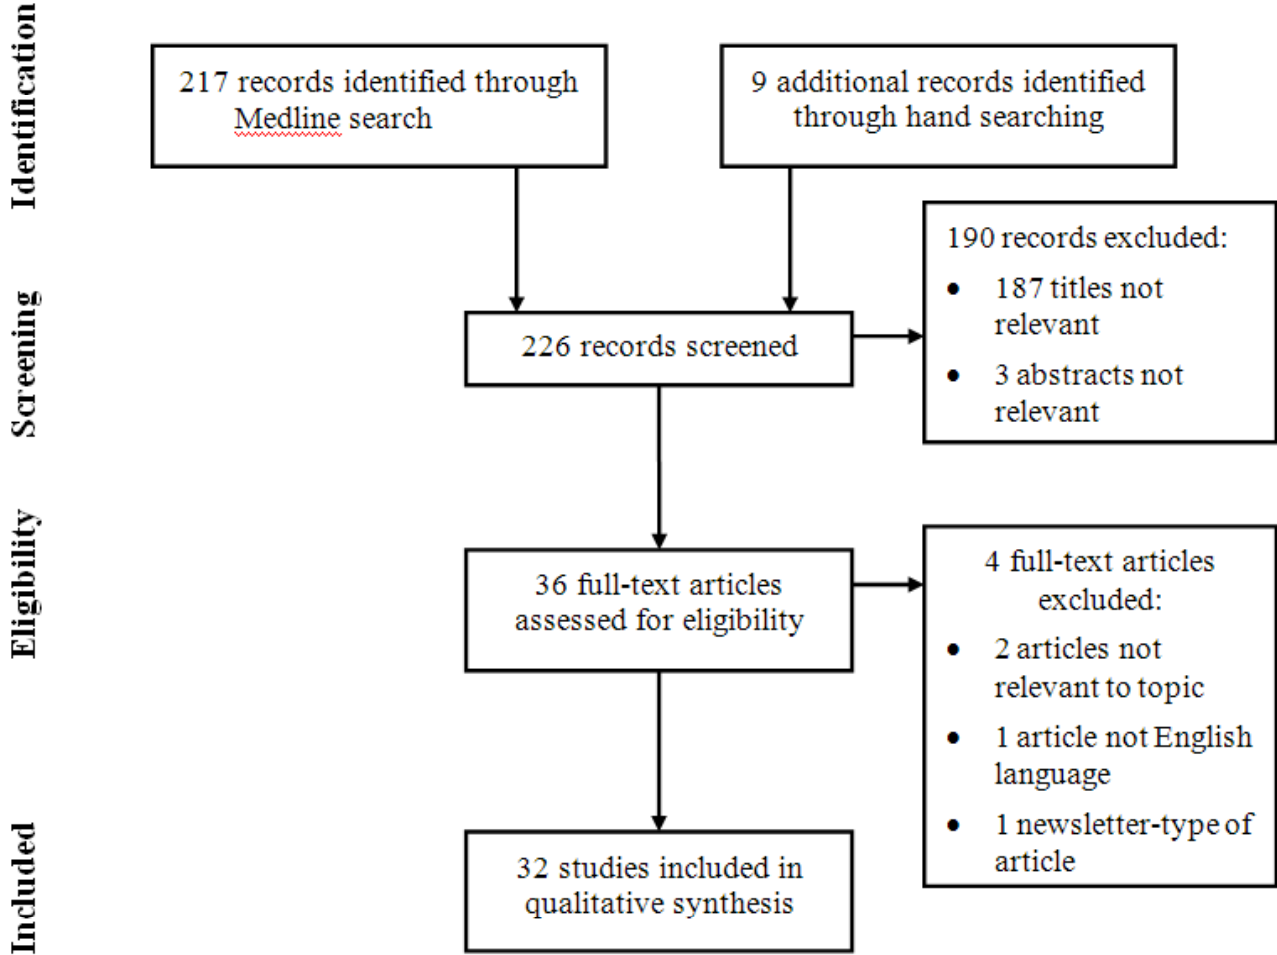 Identification
217 records identified through
Medline search
9 additional records identified
through hand searching
Screening
226 records screened
190 records excluded:
• 187 titles not
relevant
• 3 abstracts not
relevant
Eligibility
36 full-text articles
assessed for eligibility
4 full-text articles
excluded:
• 2 articles not
relevant to topic
• 1 article not English
language
• 1 newsletter-type of
article
Included
32 studies included in
qualitative synthesis